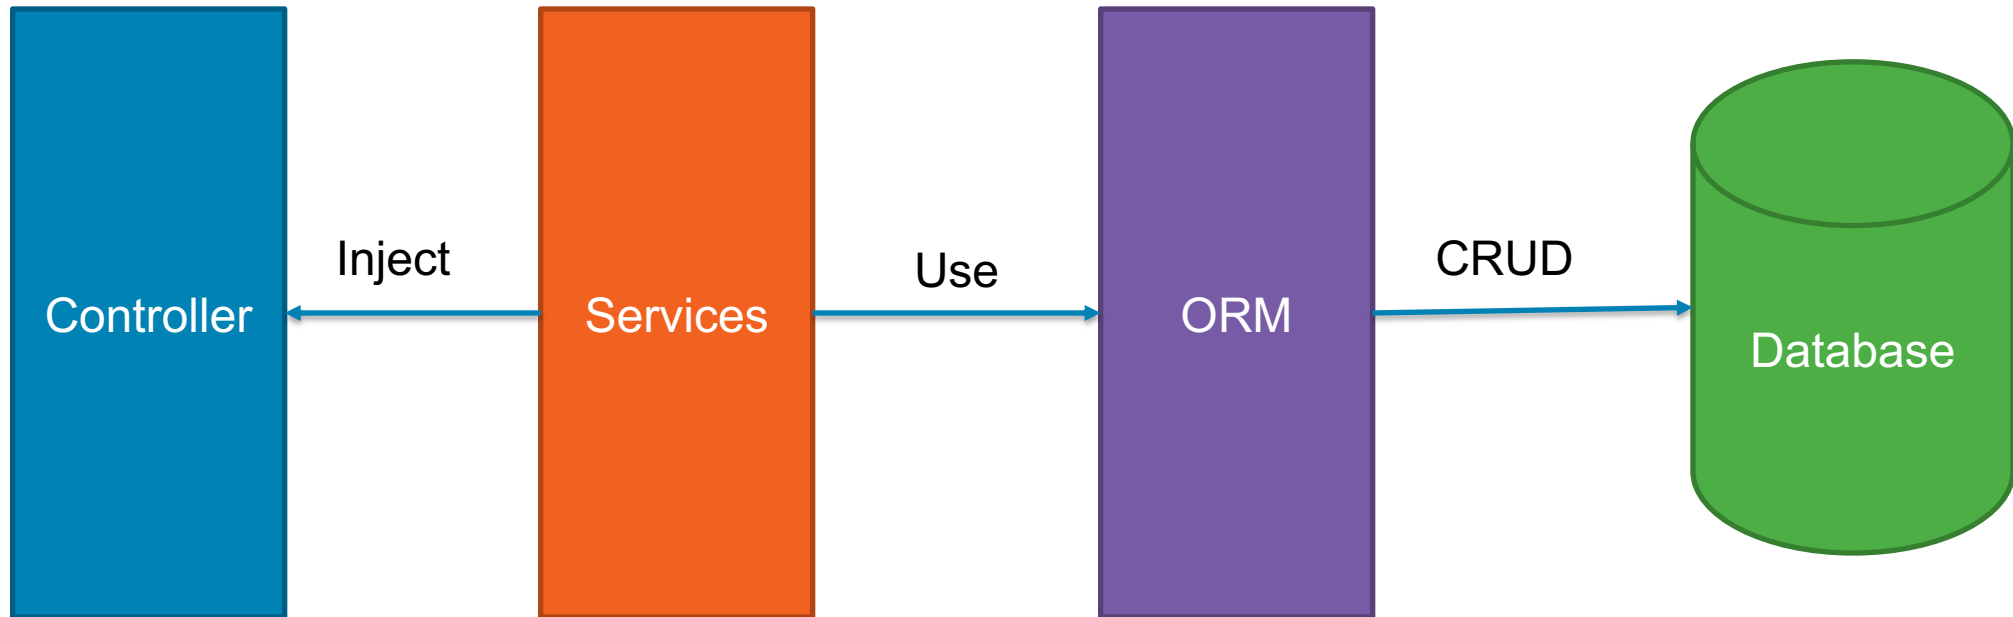 Controller
Inject
Services
Use
ORM
CRUD
Database